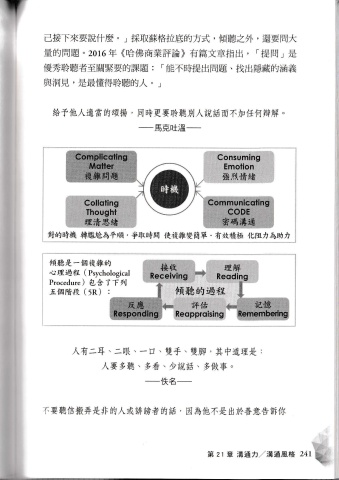 己接下來要說什麼。」採取蘇格拉底的方式，傾聽之外，還要問大
量的問題。2016 年《哈佛商業評論》有篇文章指出，「提問」是
優秀聆聽者至關緊要的課題：「能不時提出問題、找出隱藏的涵義
與洞見，是最懂得聆聽的人。」
給予他人適當的讚揚，同時更要聆聽別人說話而不加任何辯解。
——馬克吐溫——
Complicating
Matter
複雜問題
Consuming
Emotion
強烈情緒
時機
Collating
Thought
理清思緒
Communicating
CODE
密碼溝通
對的時機 轉尷尬為平順，爭取時間 使複雜變簡單，有效積極 化阻力為助力
傾聽是一個複雜的
心理過程（Psychological
Procedure）包含了下列
五個階段（5R）：
接收
Receiving
理解
Reading
傾聽的過程
反應
Responding
評估
Reappraising
記憶
Remembering
人有二耳、二眼、一口、雙手、雙腳，其中道理是：
人要多聽、多看、少說話、多做事。
——佚名——
不要聽信搬弄是非的人或誹謗者的話，因為他不是出於善意告訴你
第 21 章 溝通力／溝通風格 241